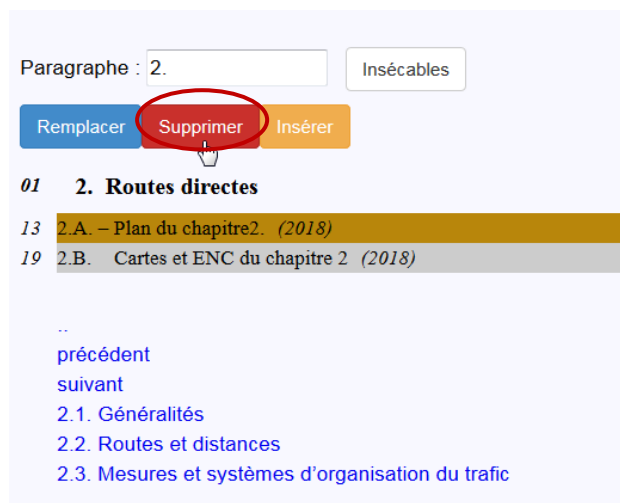 Paragraphe : 2. Insécables
Remplacer Supprimer Insérer
01 2. Routes directes
13 2.A. – Plan du chapitre2. (2018)
19 2.B. Cartes et ENC du chapitre 2 (2018)
..
précédent
suivant
2.1. Généralités
2.2. Routes et distances
2.3. Mesures et systèmes d’organisation du trafic